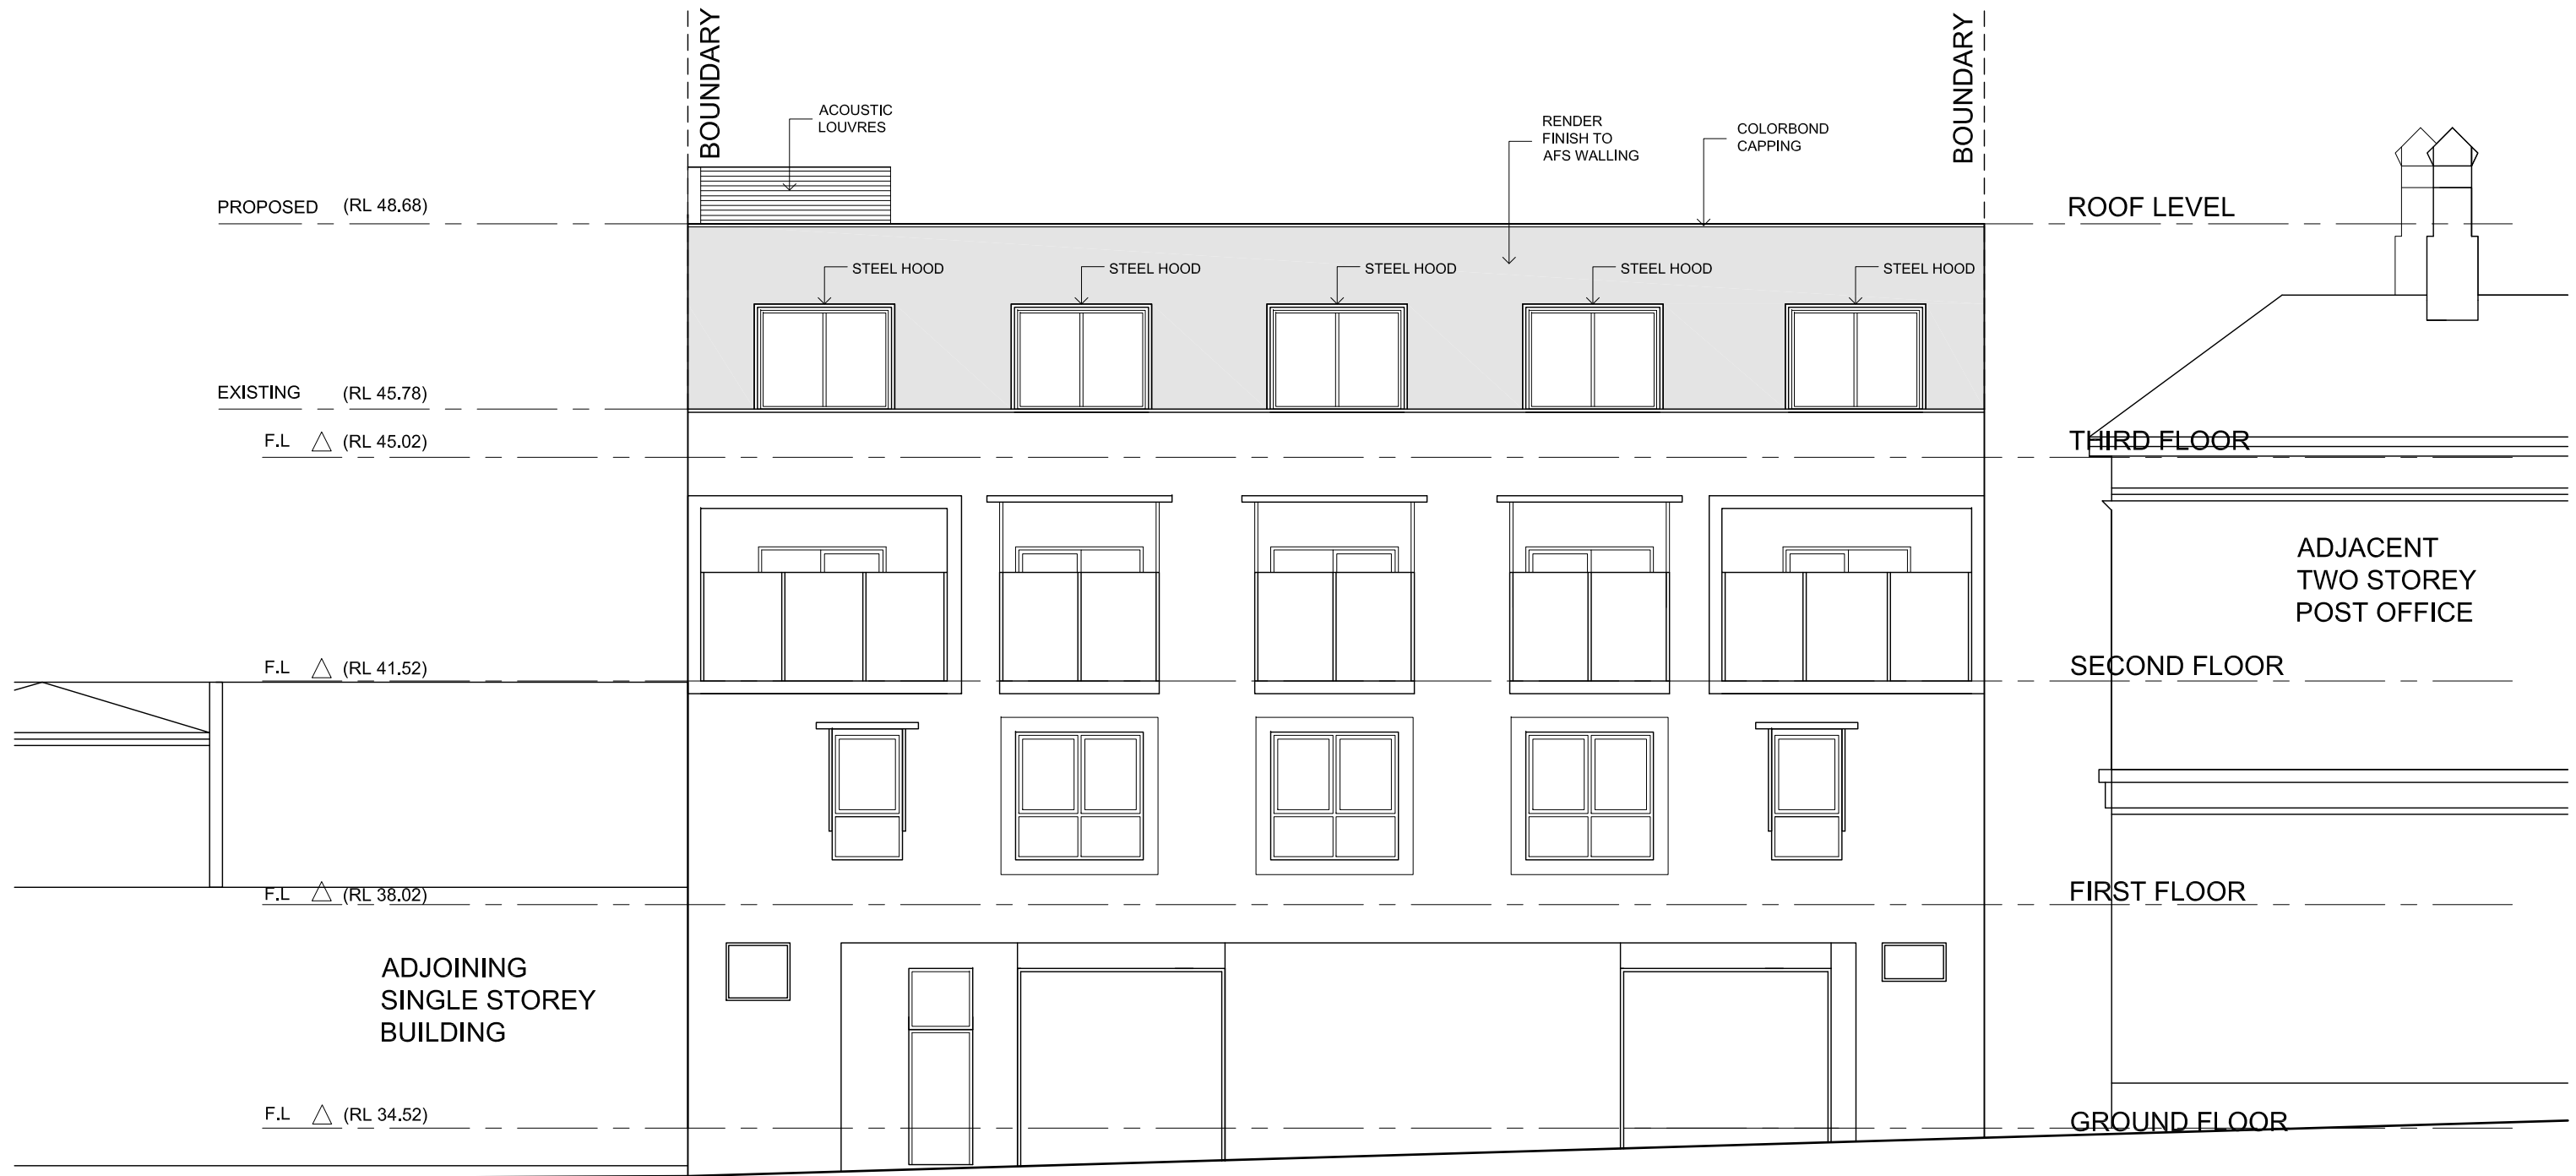 BOUNDARY
BOUNDARY
ACOUSTIC
LOUVRES
RENDER
FINISH TO
AFS WALLING
COLORBOND
CAPPING
PROPOSED (RL 48.68)
ROOF LEVEL
STEEL HOOD
STEEL HOOD
STEEL HOOD
STEEL HOOD
STEEL HOOD
EXISTING (RL 45.78)
F.L (RL 45.02)
THIRD FLOOR
ADJACENT
TWO STOREY
POST OFFICE
F.L (RL 41.52)
SECOND FLOOR
F.L (RL 38.02)
FIRST FLOOR
ADJOINING
SINGLE STOREY
BUILDING
F.L (RL 34.52)
GROUND FLOOR